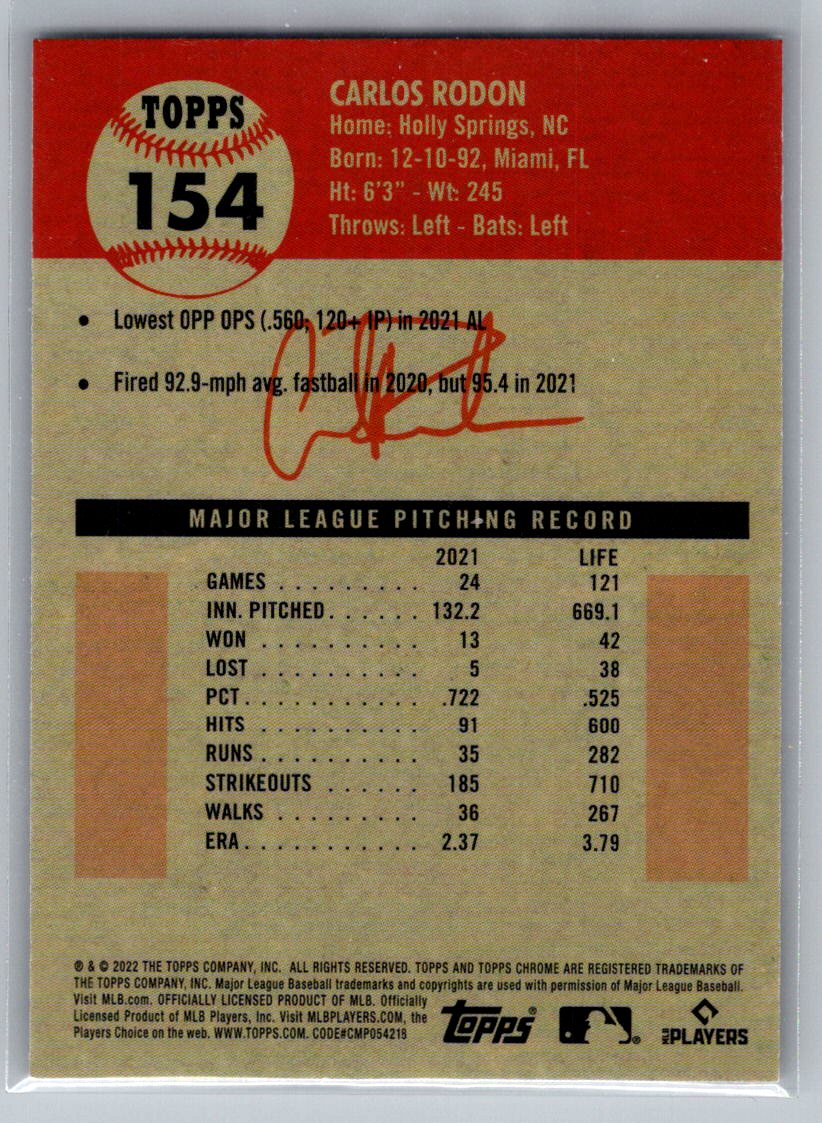 TOPPS
154
CARLOS RODON
Home: Holly Springs, NC
Born: 12-10-92, Miami, FL
Ht: 6'3" - Wt: 245
Throws: Left - Bats: Left
• Lowest OPP OPS (.560; 120+ IP) in 2021 AL
• Fired 92.9-mph avg. fastball in 2020, but 95.4 in 2021
MAJOR LEAGUE PITCHING RECORD
2021 LIFE
GAMES . . . . . . . . . . 24 121
INN. PITCHED . . . . . . 132.2 669.1
WON . . . . . . . . . . 13 42
LOST . . . . . . . . . . 5 38
PCT . . . . . . . . . . . .722 .525
HITS . . . . . . . . . . 91 600
RUNS . . . . . . . . . . 35 282
STRIKEOUTS . . . . . . 185 710
WALKS . . . . . . . . . 36 267
ERA . . . . . . . . . . . 2.37 3.79
® & © 2022 THE TOPPS COMPANY, INC. ALL RIGHTS RESERVED. TOPPS AND TOPPS CHROME ARE REGISTERED TRADEMARKS OF
THE TOPPS COMPANY, INC. Major League Baseball trademarks and copyrights are used with permission of Major League Baseball.
Visit MLB.com. OFFICIALLY LICENSED PRODUCT OF MLB. Officially
Licensed Product of MLB Players, Inc. Visit MLBPLAYERS.COM, the
Players Choice on the web. WWW.TOPPS.COM. CODE#CMP054218
Topps® ® MLB PLAYERS